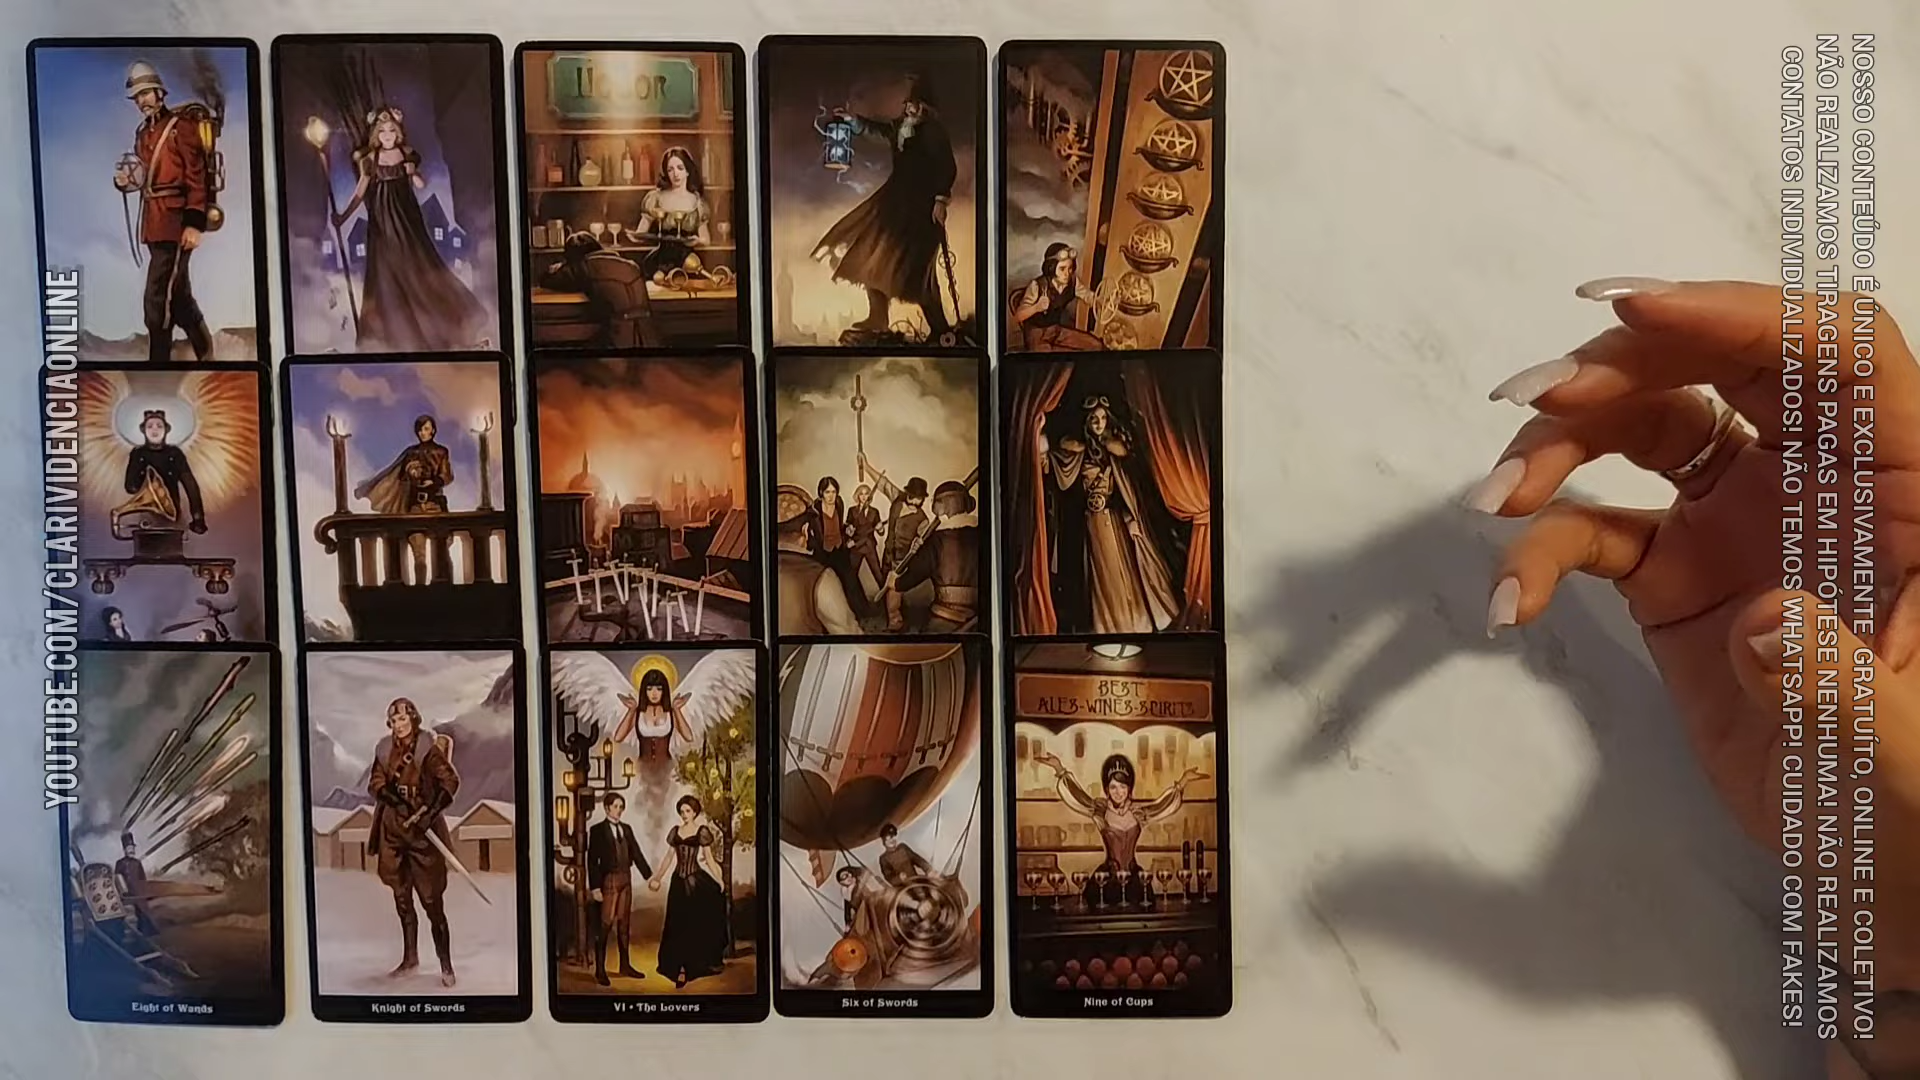 YOUTUBE.COM/CLARIVIDENCIAONLINE
LIQUOR
BEST
ALES-WINES-SPIRITS
Eight of Wands
Knight of Swords
VI • The Lovers
Six of Swords
Nine of Cups
NOSSO CONTEÚDO É ÚNICO E EXCLUSIVAMENTE GRATUÍTO, ONLINE E COLETIVO!
NÃO REALIZAMOS TIRAGENS PAGAS EM HIPÓTESE NENHUMA! NÃO REALIZAMOS
CONTATOS INDIVIDUALIZADOS! NÃO TEMOS WHATSAPP! CUIDADO COM FAKES!